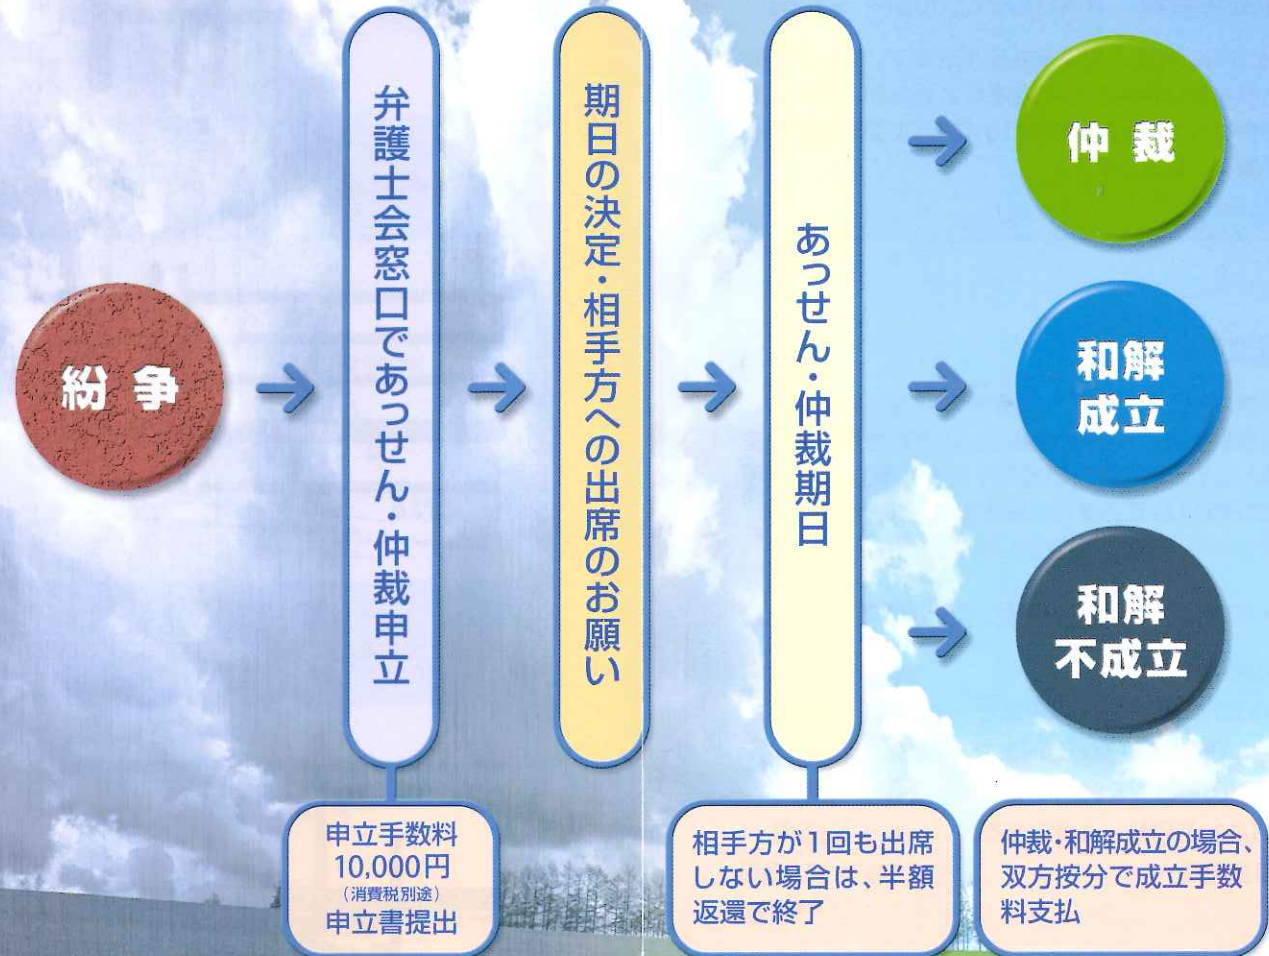 紛争
弁護士会窓口であっせん・仲裁申立
申立手数料
10,000円
（消費税別途）
申立書提出
期日の決定・相手方への出席のお願い
あっせん・仲裁期日
相手方が1回も出席
しない場合は、半額
返還で終了
仲裁
和解
成立
和解
不成立
仲裁・和解成立の場合、
双方按分で成立手数
料支払